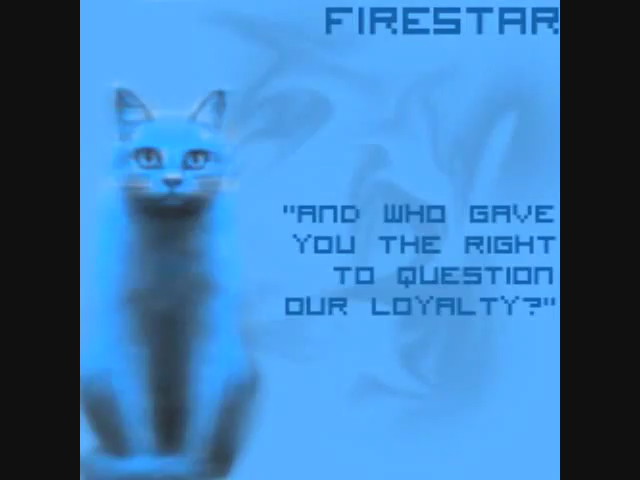 FIRESTAR
"AND WHO GAVE
YOU THE RIGHT
TO QUESTION
OUR LOYALTY?"